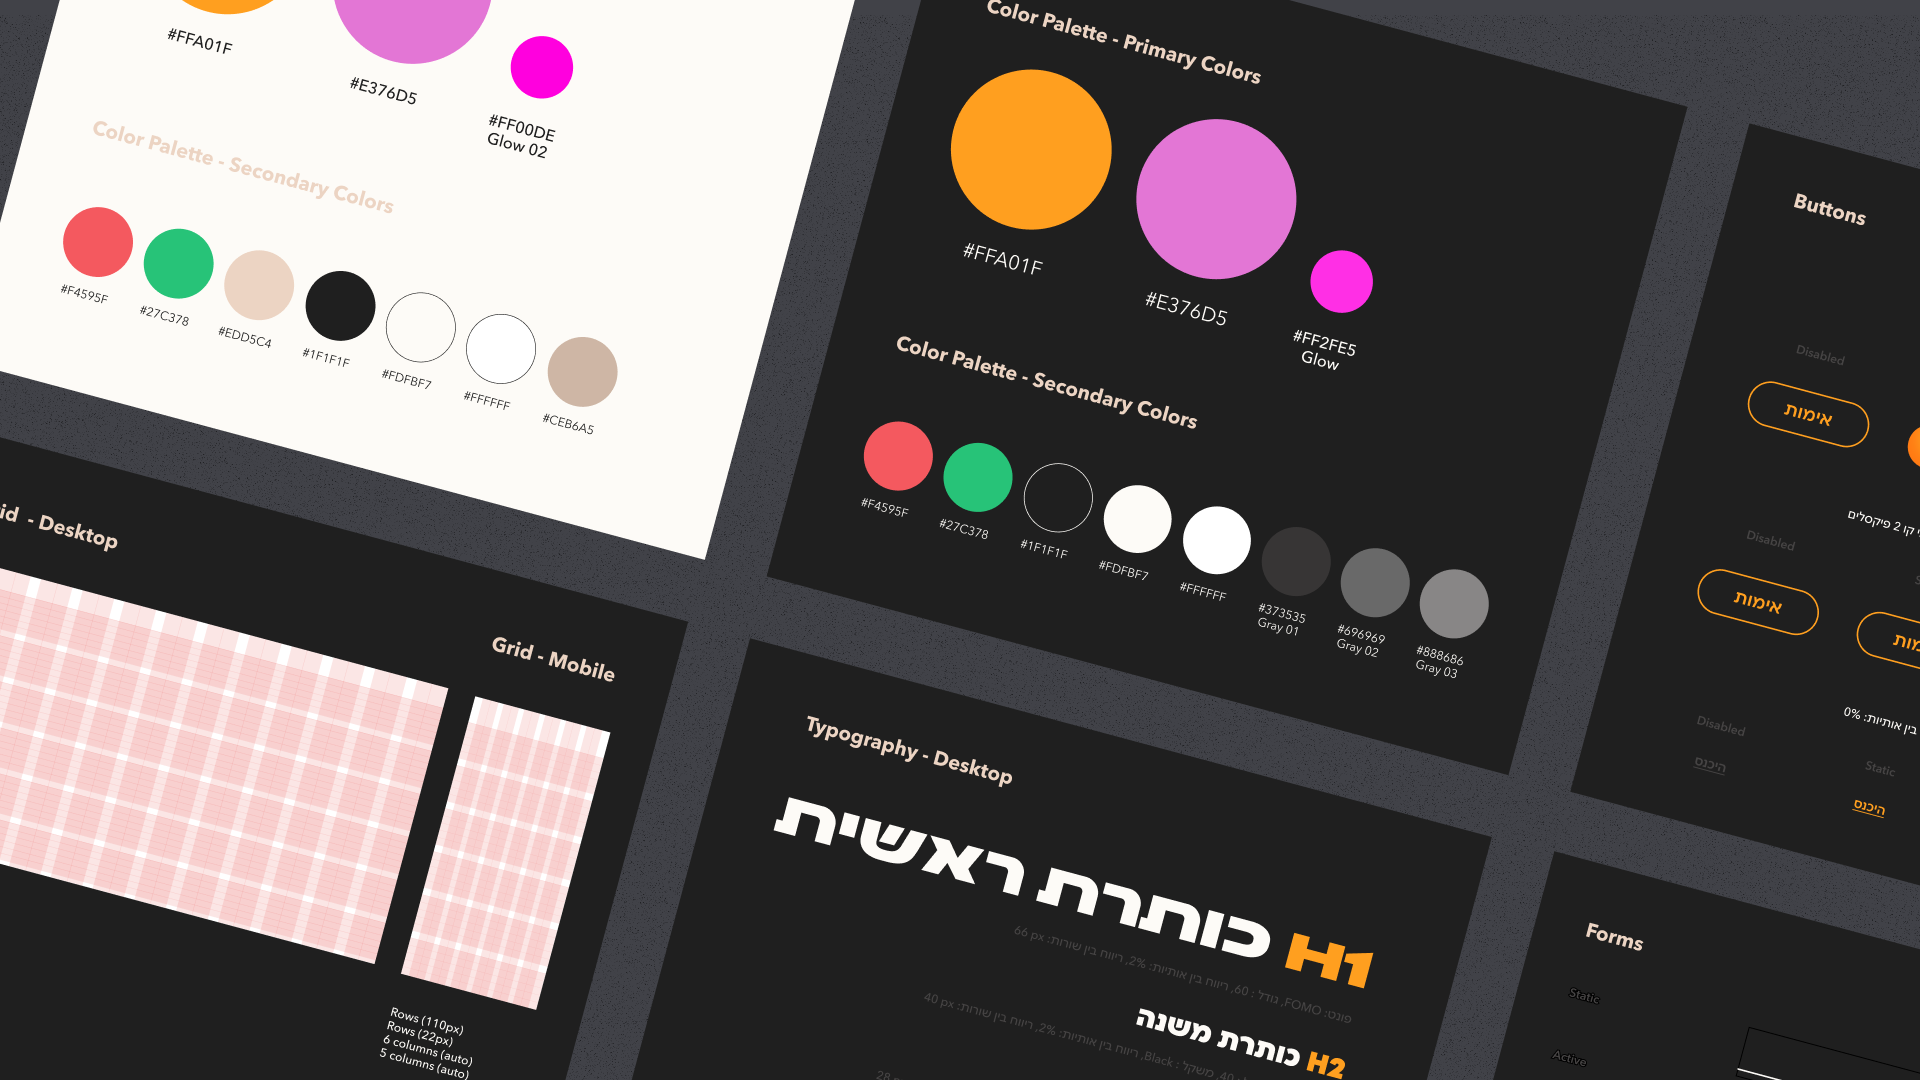 #FFA01F
#E376D5
#FF00DE
Glow 02
Color Palette - Secondary Colors
#F4595F
#27C378
#EDD5C4
#1F1F1F
#FDFBF7
#FFFFFF
#CEB6A5
Color Palette - Primary Colors
#FFA01F
#E376D5
#FF2FE5
Glow
Color Palette - Secondary Colors
#F4595F
#27C378
#1F1F1F
#FDFBF7
#FFFFFF
#373535
Gray 01
#696969
Gray 02
#888686
Gray 03
Buttons
Disabled
אימות
קו 2 פיקסלים
Disabled
אימות
בין אותיות: 0%
Disabled
היכנס
Static
היכנס
- Desktop
Grid - Mobile
Rows (110px)
Rows (22px)
6 columns (auto)
5 columns (auto)
Typography - Desktop
H1 כותרת ראשית
פונט: FOMO, גודל: 60, ריווח בין אותיות: 2%, ריווח בין שורות: 66 px
H2 כותרת משנה
40, משקל: Black, ריווח בין אותיות: 2%, ריווח בין שורות: 40 px
28
Forms
Static
Active